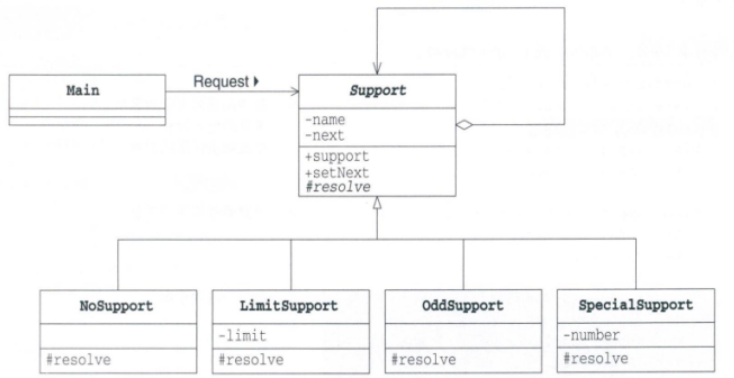 Main
Request
Support
-name
-next
+support
+setNext
#resolve
NoSupport
#resolve
LimitSupport
-limit
#resolve
OddSupport
#resolve
SpecialSupport
-number
#resolve